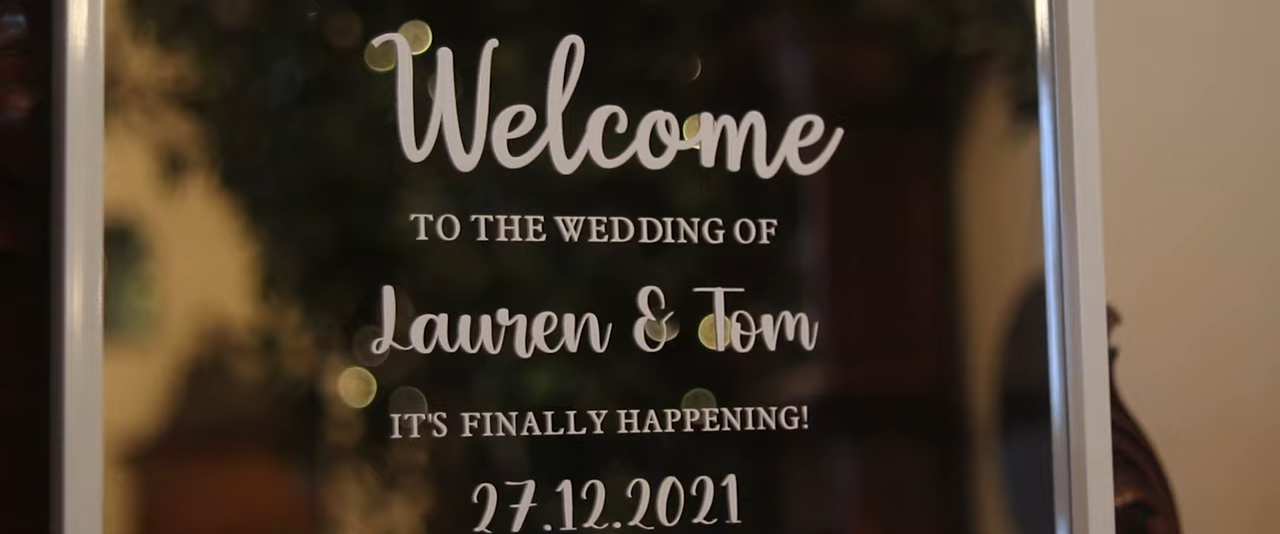 Welcome
TO THE WEDDING OF
Lauren & Tom
IT'S FINALLY HAPPENING!
27.12.2021